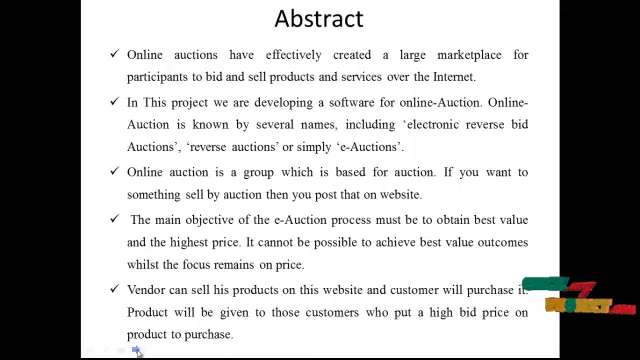 Abstract
✓ Online auctions have effectively created a large marketplace for
participants to bid and sell products and services over the Internet.
✓ In This project we are developing a software for online-Auction. Online-
Auction is known by several names, including ‘electronic reverse bid
Auctions’, ‘reverse auctions’ or simply ‘e-Auctions’.
✓ Online auction is a group which is based for auction. If you want to
something sell by auction then you post that on website.
✓ The main objective of the e-Auction process must be to obtain best value
and the highest price. It cannot be possible to achieve best value outcomes
whilst the focus remains on price.
✓ Vendor can sell his products on this website and customer will purchase it.
Product will be given to those customers who put a high bid price on
product to purchase.